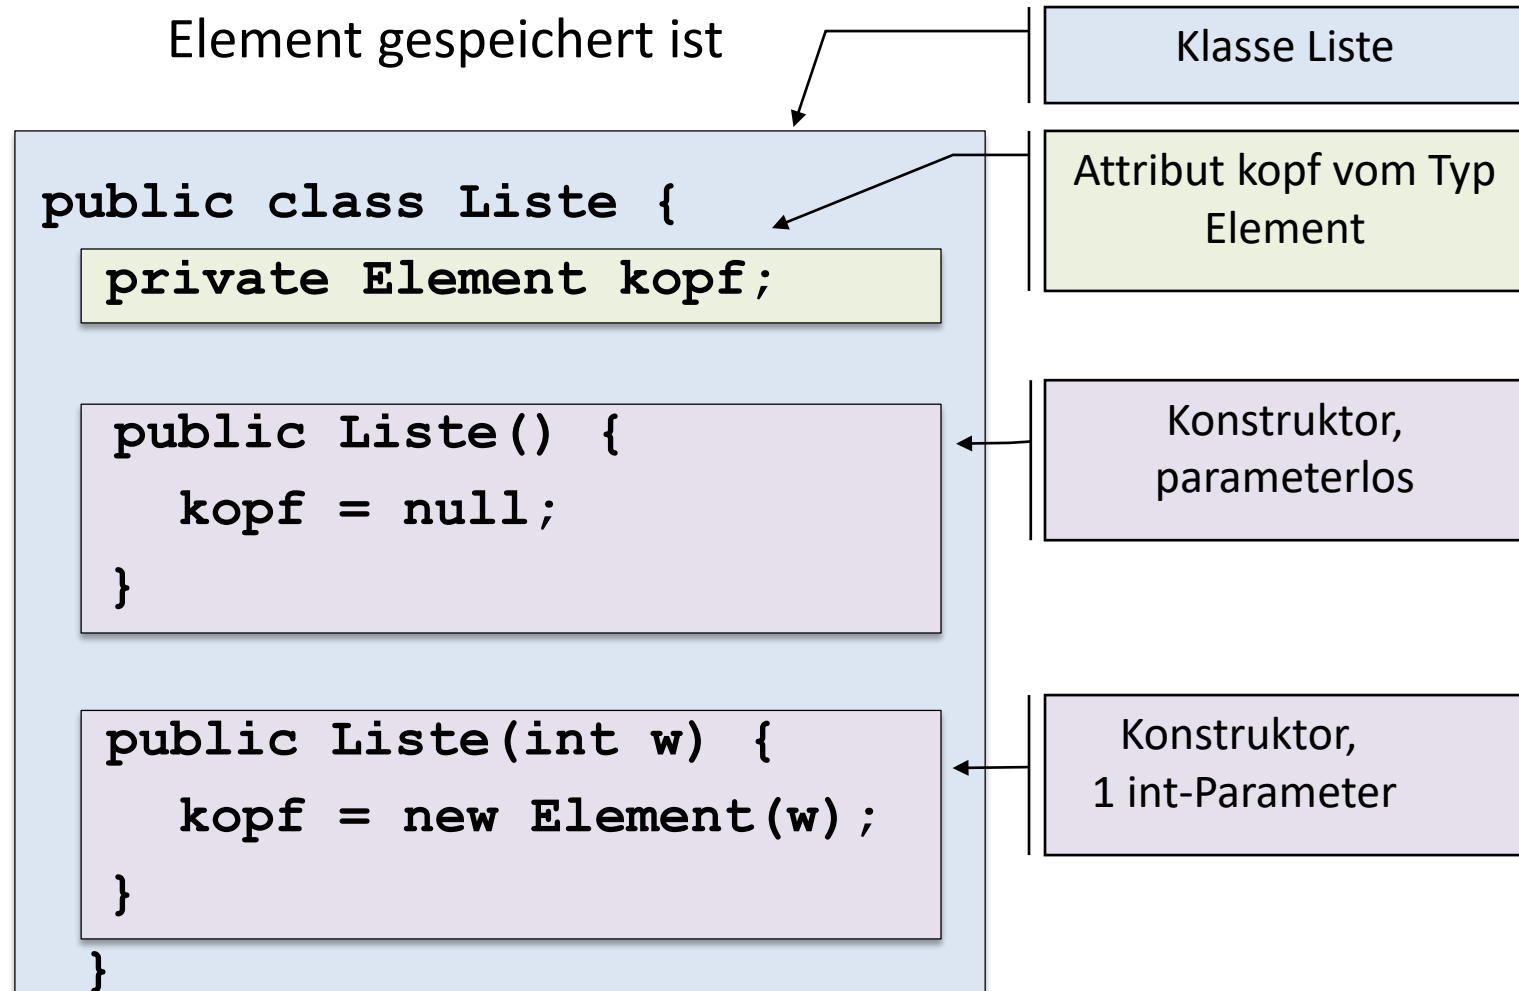 Element gespeichert ist
Klasse Liste
Attribut kopf vom Typ
Element
public class Liste {
private Element kopf;
public Liste() {
kopf = null;
}
Konstruktor,
parameterlos
public Liste(int w) {
kopf = new Element(w);
}
}
Konstruktor,
1 int-Parameter